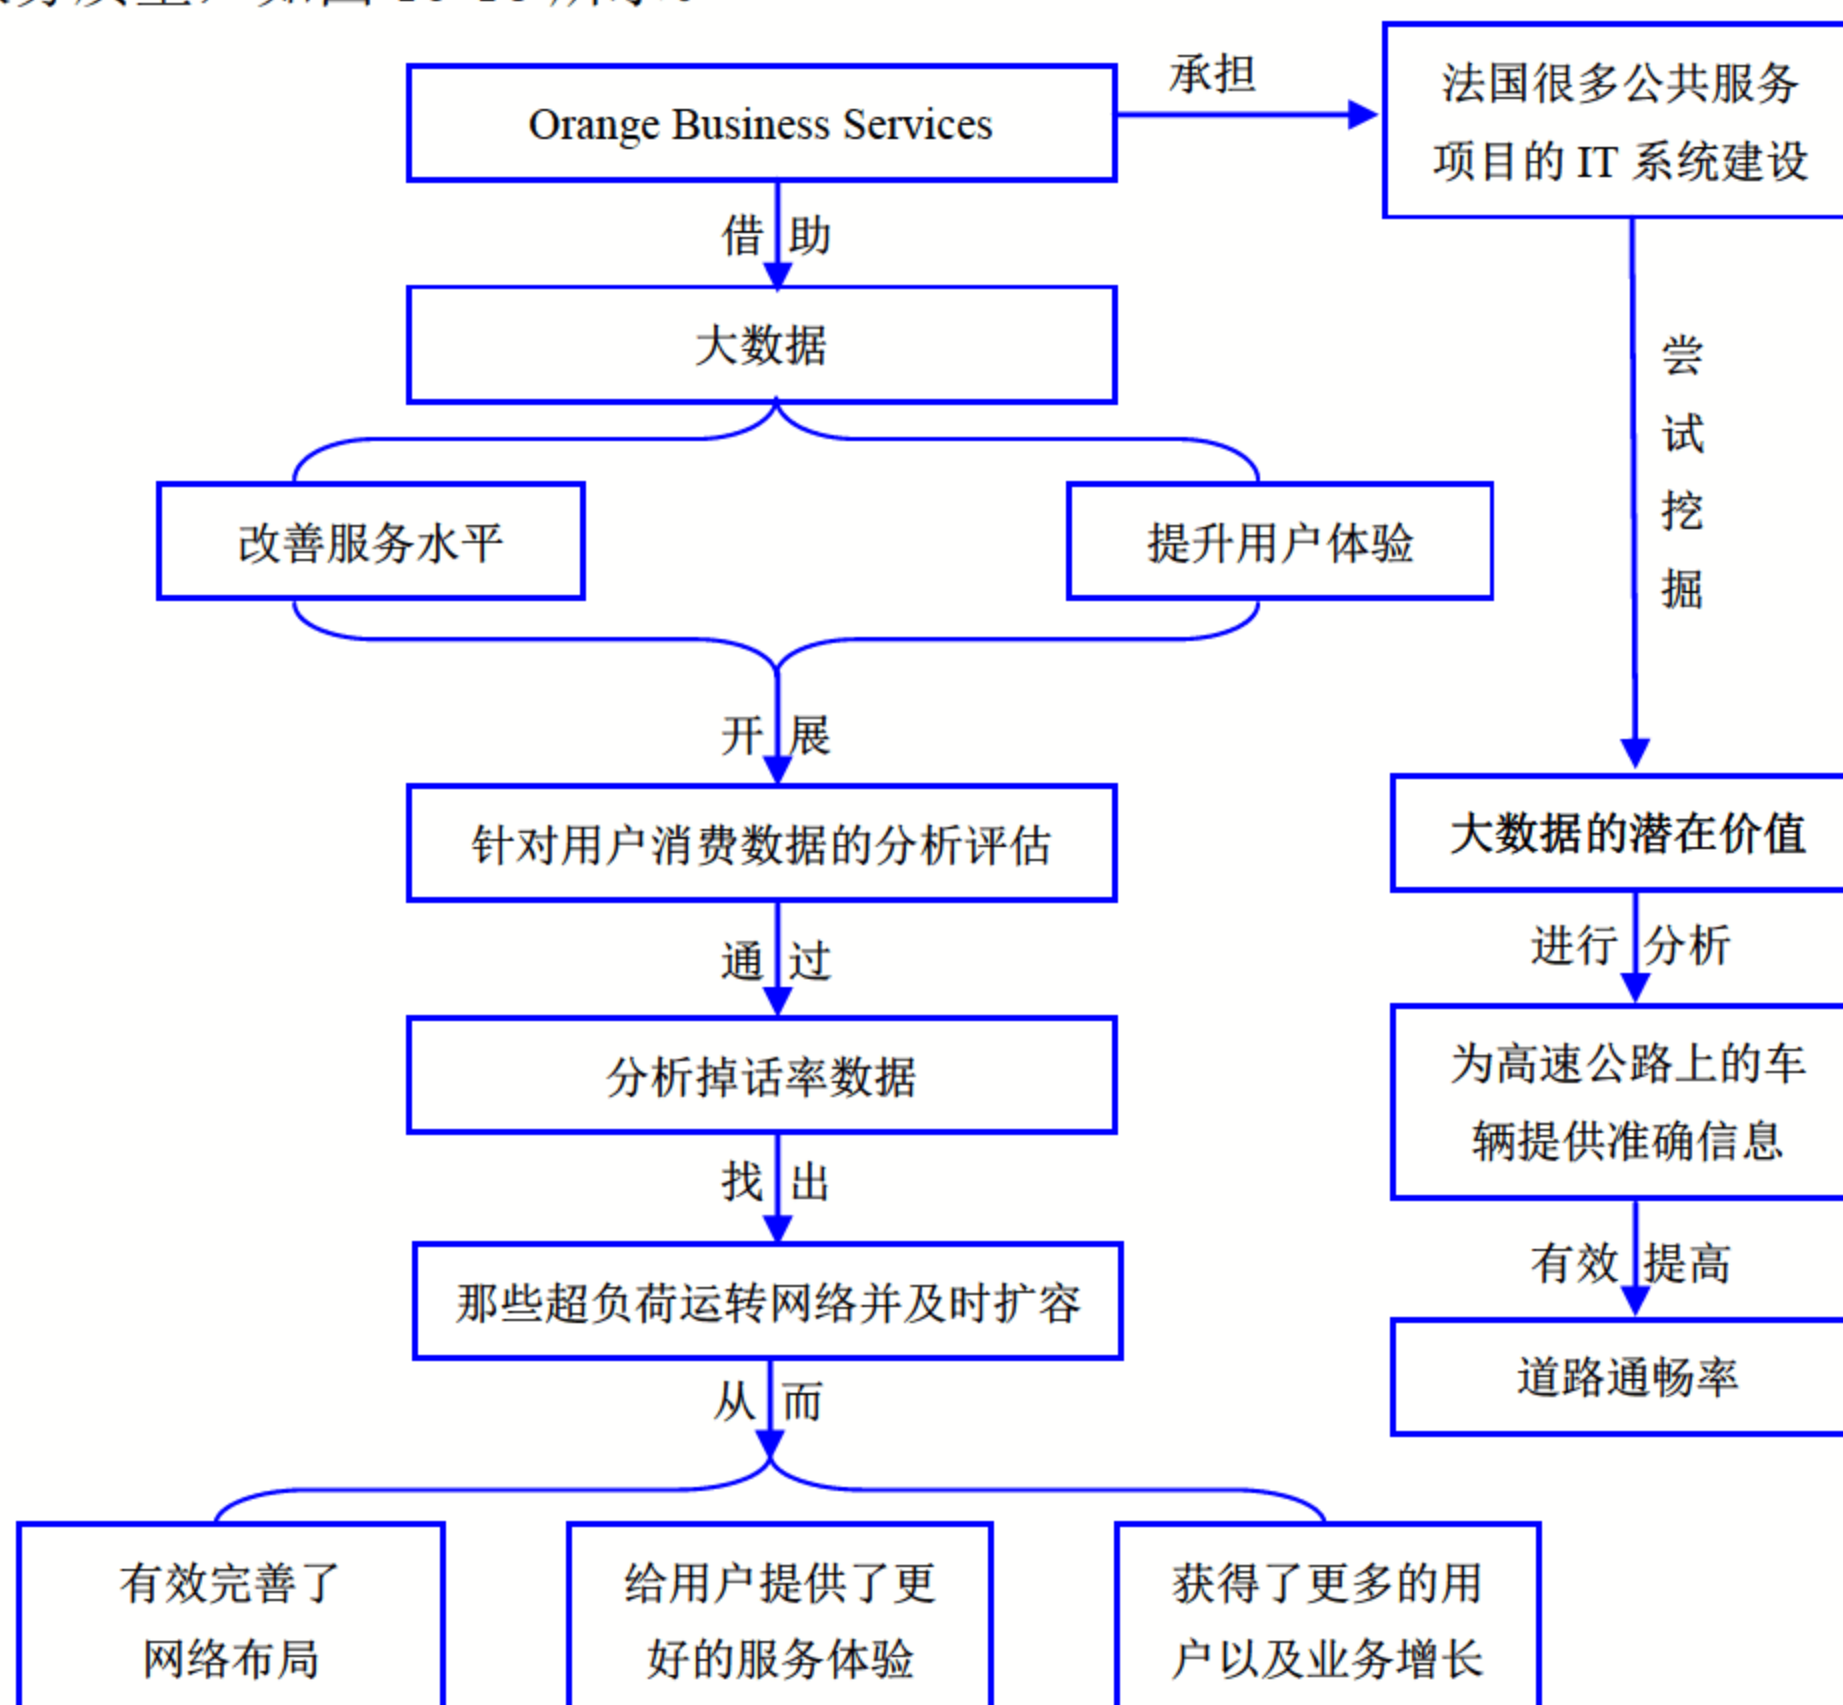 Orange Business Services
承担
法国很多公共服务
项目的 IT 系统建设
借助
大数据
改善服务水平
提升用户体验
尝
试
挖
掘
开展
针对用户消费数据的分析评估
大数据的潜在价值
通过
进行分析
分析掉话率数据
为高速公路上的车
辆提供准确信息
找出
有效提高
那些超负荷运转网络并及时扩容
道路通畅率
从而
有效完善了
网络布局
给用户提供了更
好的服务体验
获得了更多的用
户以及业务增长